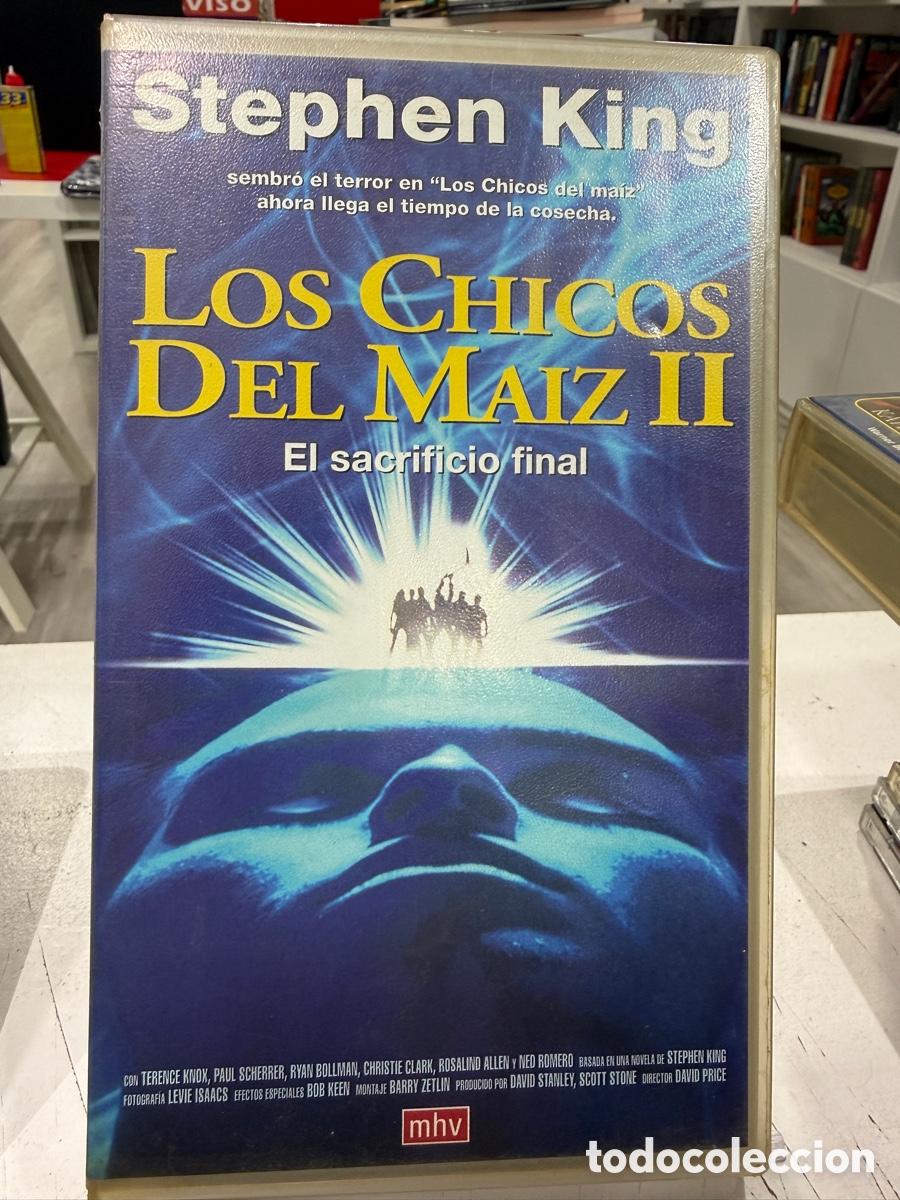 VISO
33
Stephen King
sembró el terror en "Los Chicos del maíz"
ahora llega el tiempo de la cosecha.
LOS CHICOS
DEL MAIZ II
El sacrificio final
CON TERENCE KNOX, PAUL SCHERRER, RYAN BOLLMAN, CHRISTIE CLARK, ROSALIND ALLEN Y NED ROMERO BASADA EN UNA NOVELA DE STEPHEN KING
FOTOGRAFÍA LEVIE ISAACS EFECTOS ESPECIALES BOB KEEN MONTAJE BARRY ZETLIN PRODUCIDO POR DAVID STANLEY, SCOTT STONE DIRECTOR DAVID PRICE
mhv
todocoleccion